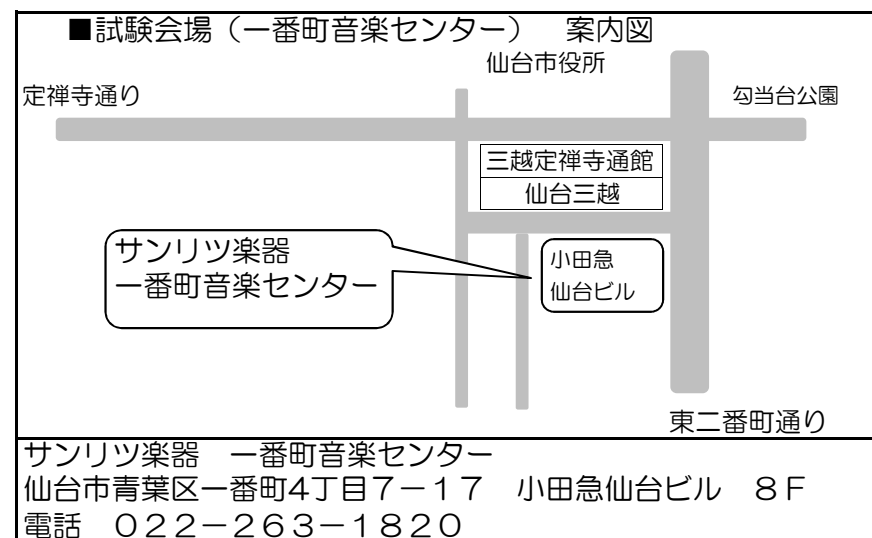 ■試験会場（一番町音楽センター）　案内図
仙台市役所
定禅寺通り
勾当台公園
三越定禅寺通館
仙台三越
サンリツ楽器
一番町音楽センター
小田急
仙台ビル
東二番町通り
サンリツ楽器　一番町音楽センター
仙台市青葉区一番町4丁目７－１７　小田急仙台ビル　８Ｆ
電話　０２２－２６３－１８２０